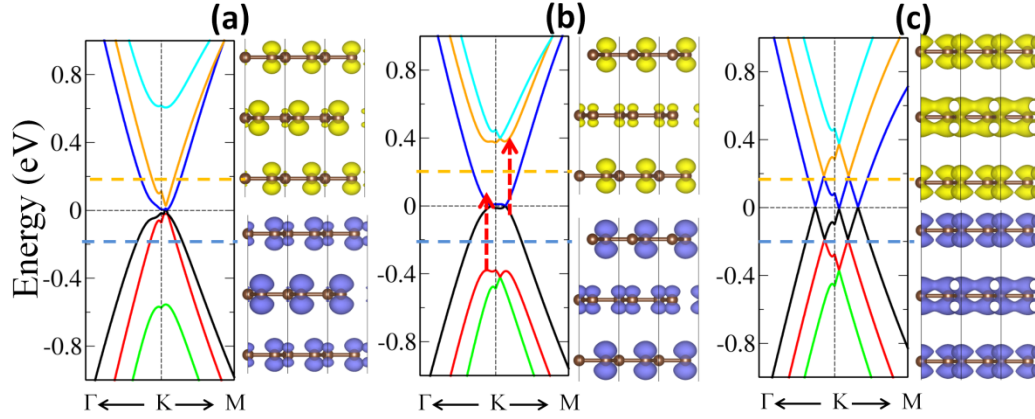 (a) (b) (c)
Energy (eV)
0.8 0.8 0.8
0.4 0.4 0.4
0 0 0
-0.4 -0.4 -0.4
-0.8 -0.8 -0.8
Γ K M Γ K M Γ K M